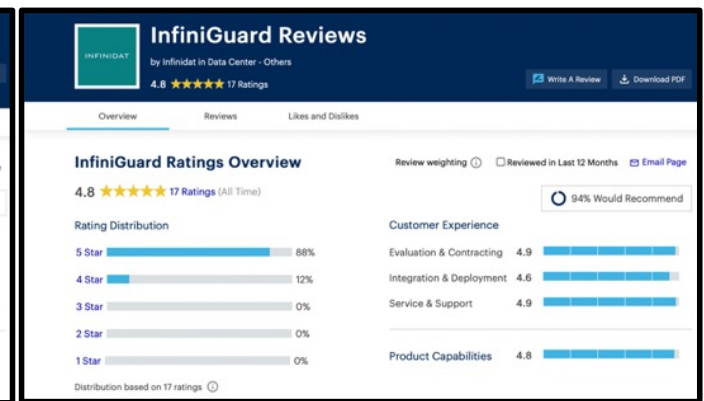 InfiniGuard Reviews
INFINIDAT
by Infinidat in Data Center - Others
4.8 ★★★★★ 17 Ratings
Write A Review
Download PDF
Overview
Reviews
Likes and Dislikes
InfiniGuard Ratings Overview
Review weighting
Reviewed in Last 12 Months
Email Page
4.8 ★★★★★ 17 Ratings (All Time)
94% Would Recommend
Rating Distribution
5 Star 88%
4 Star 12%
3 Star 0%
2 Star 0%
1 Star 0%
Distribution based on 17 ratings
Customer Experience
Evaluation & Contracting 4.9
Integration & Deployment 4.6
Service & Support 4.9
Product Capabilities 4.8